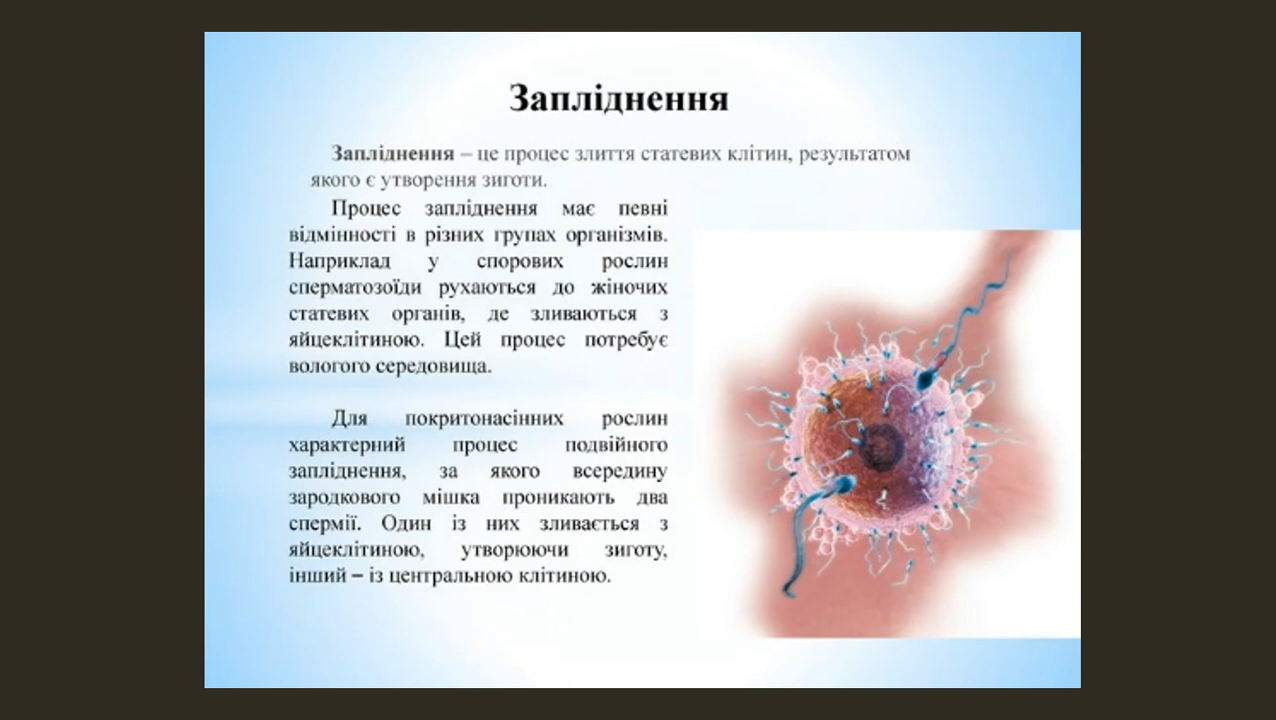 Запліднення
Запліднення – це процес злиття статевих клітин, результатом
якого є утворення зиготи.
Процес запліднення має певні
відмінності в різних групах організмів.
Наприклад у спорових рослин
сперматозоїди рухаються до жіночих
статевих органів, де зливаються з
яйцеклітиною. Цей процес потребує
вологого середовища.
Для покритонасінних рослин
характерний процес подвійного
запліднення, за якого всередину
зародкового мішка проникають два
спермії. Один із них зливається з
яйцеклітиною, утворюючи зиготу,
інший – із центральною клітиною.